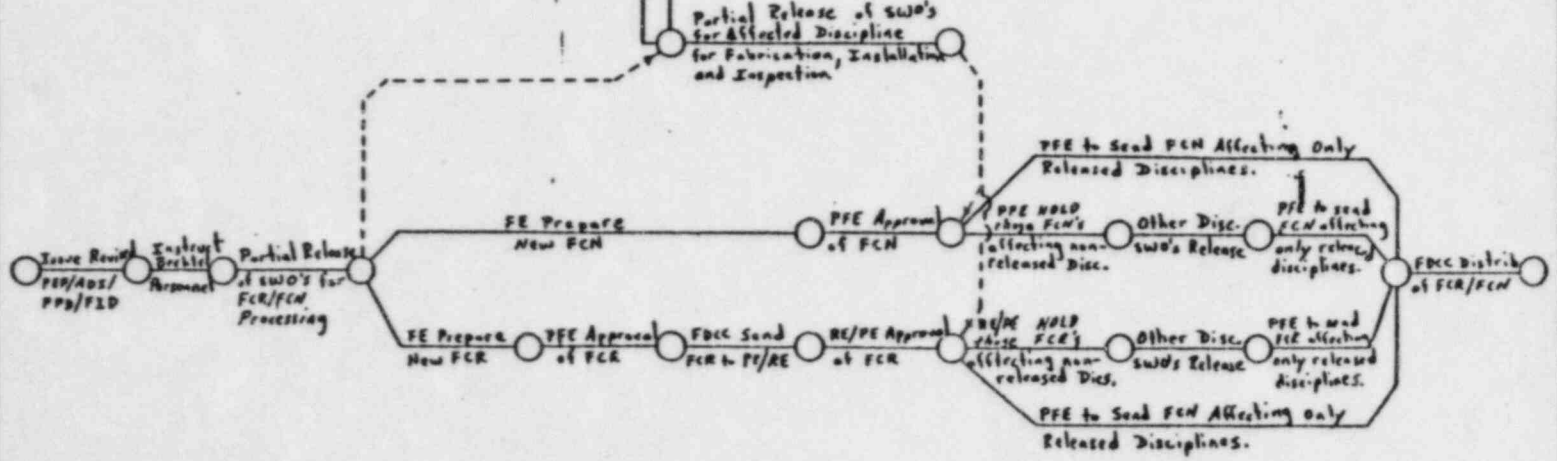 Partial Release of SWO's
for Affected Discipline
for Fabrication, Installation
and Inspection
PFE to Send FCN Affecting Only
Released Disciplines.
FE Prepare
New FCN
PFE Approval
of FCN
PFE HOLD
those FCN's
affecting non-
released Disc.
Other Disc.
SWO's Release
PFE to send
FCN affecting
only released
disciplines.
Issue Revised
PEP/ADI/
PPD/FID
Instruct
Bechtel
Personnel
Partial Release
of SWO's for
FCR/FCN
Processing
FDCC Distrib
of FCR/FCN
FE Prepare
New FCR
PFE Approval
of FCR
FDCC Send
FCR to PE/RE
RE/PE Approval
of FCR
RE/PE HOLD
those FCR's
affecting non-
released Dies.
Other Disc.
SWO's Release
PFE to send
FCR affecting
only released
disciplines.
PFE to Send FCN Affecting Only
Released Disciplines.